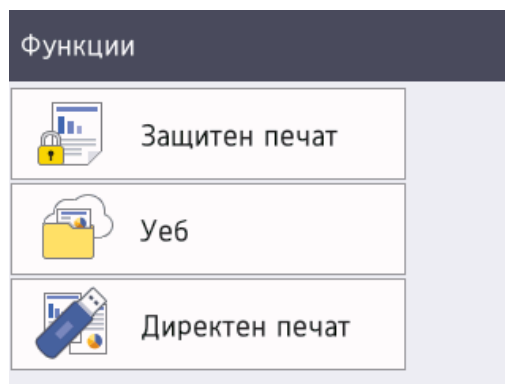 Функции
Защитен печат
Уеб
Директен печат